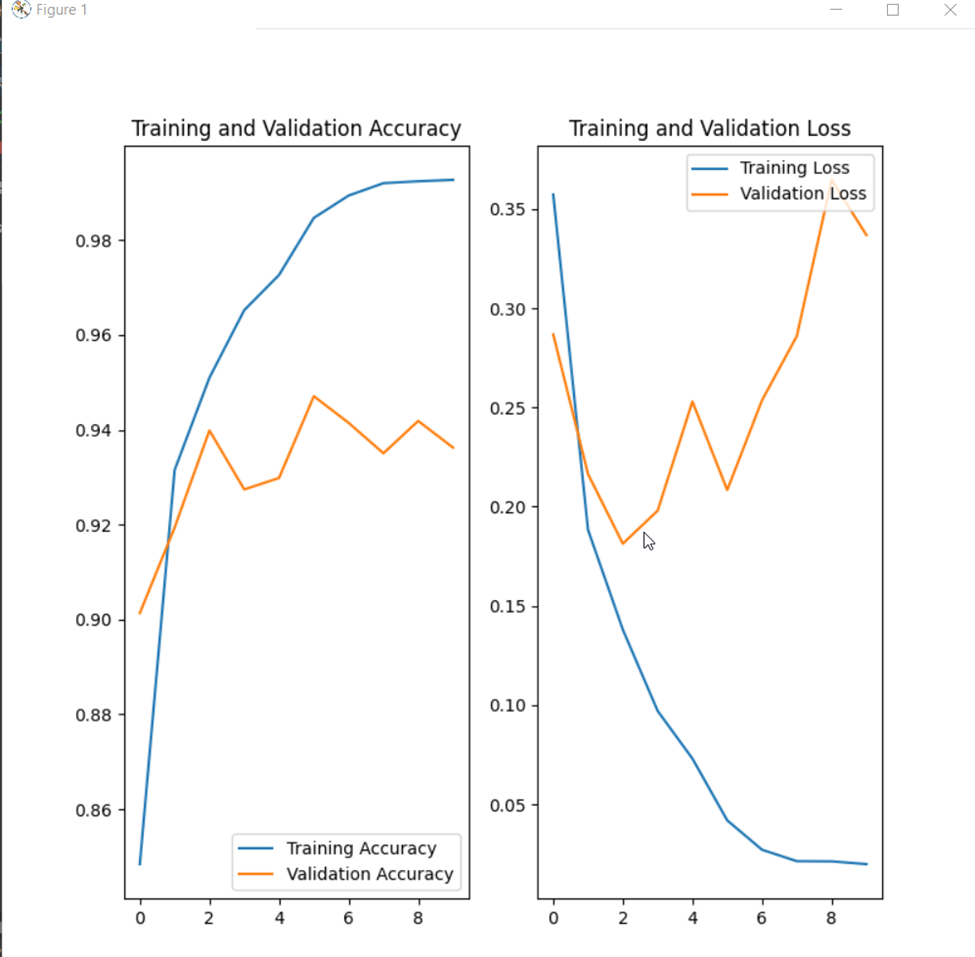 Figure 1
Training and Validation Accuracy
0.98
0.96
0.94
0.92
0.90
0.88
0.86
Training Accuracy
Validation Accuracy
0 2 4 6 8
Training and Validation Loss
Training Loss
Validation Loss
0.35
0.30
0.25
0.20
0.15
0.10
0.05
0 2 4 6 8